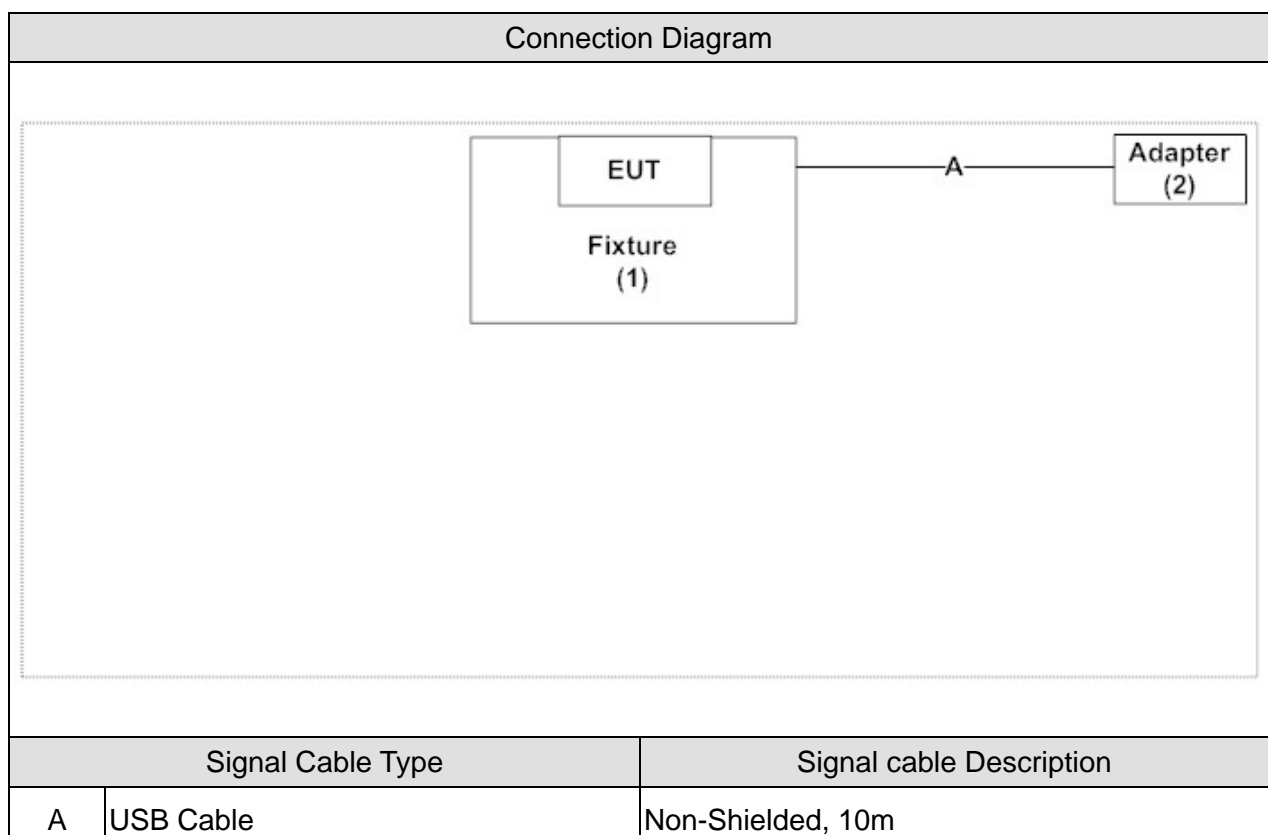 Connection Diagram
EUT
Fixture
(1)
A
Adapter
(2)
Signal Cable Type
Signal cable Description
A
USB Cable
Non-Shielded, 10m